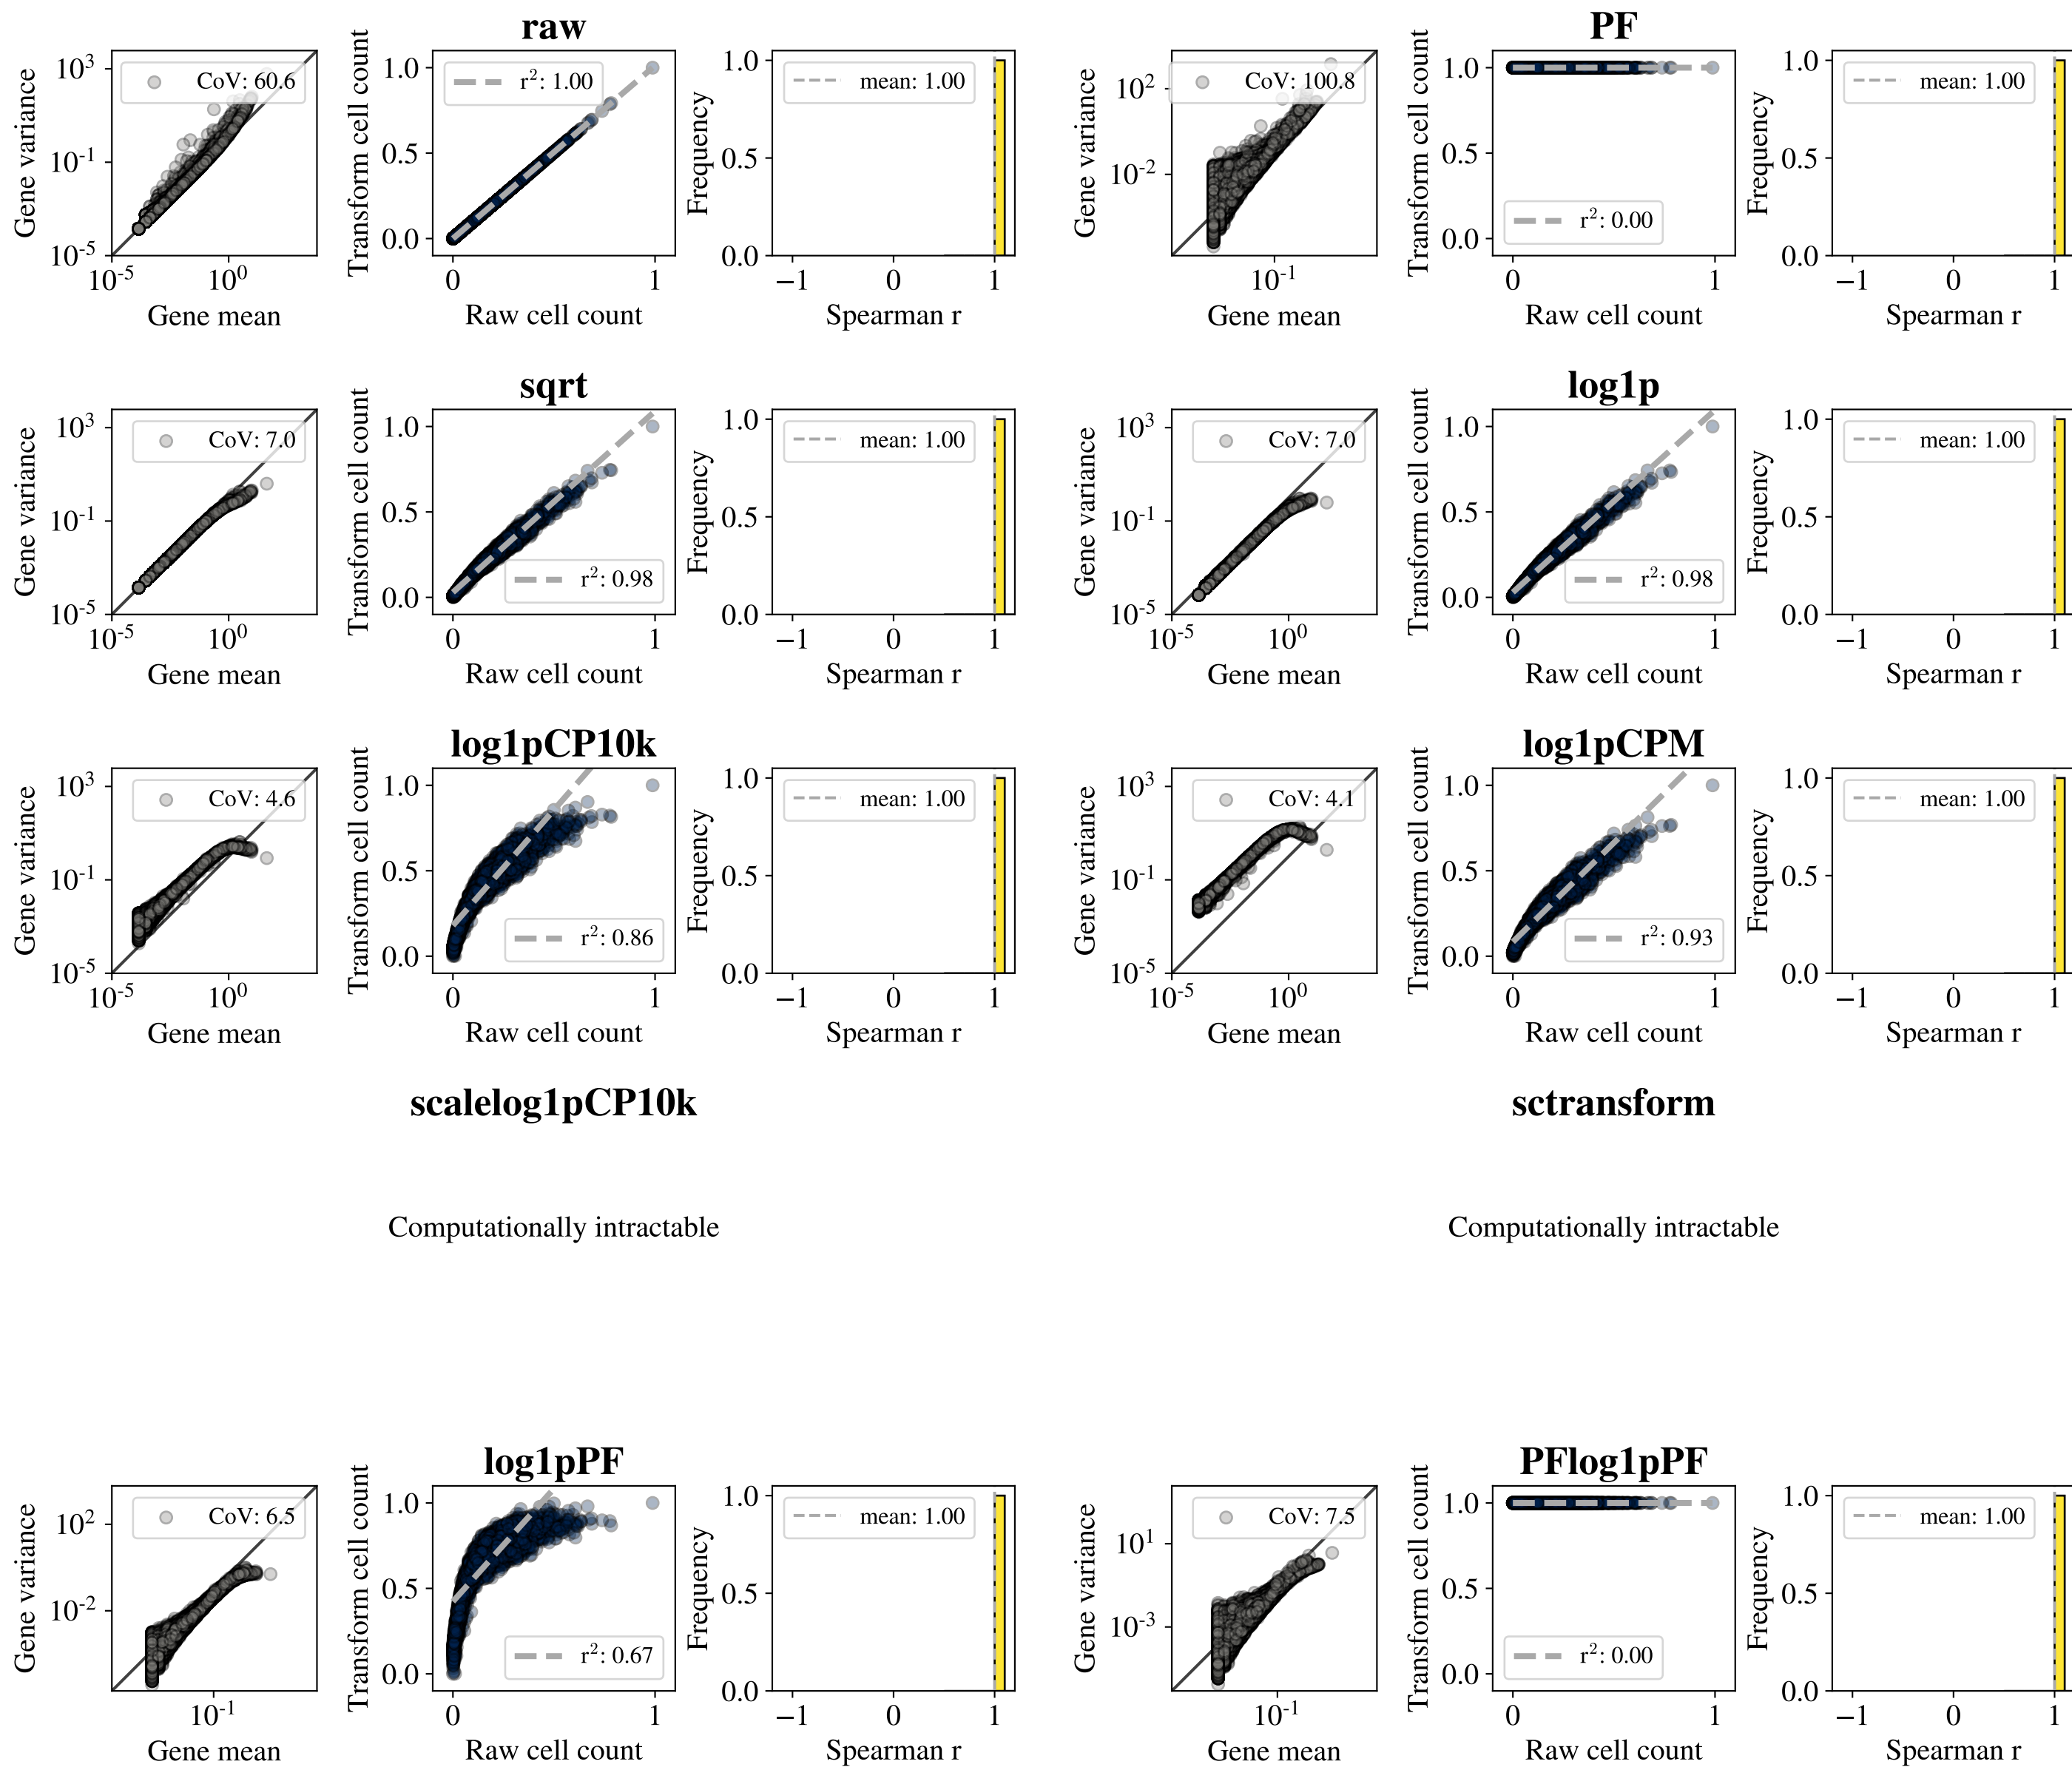 raw
Gene variance
10^3
10^-1
10^-5
CoV: 60.6
10^-5
10^0
Gene mean
Transform cell count
1.0
0.5
0.0
r^2: 1.00
0
1
Raw cell count
Frequency
1.0
0.5
0.0
mean: 1.00
−1
0
1
Spearman r
PF
Gene variance
10^2
10^-2
CoV: 100.8
10^-1
Gene mean
Transform cell count
1.0
0.5
0.0
r^2: 0.00
0
1
Raw cell count
Frequency
1.0
0.5
0.0
mean: 1.00
−1
0
1
Spearman r
sqrt
Gene variance
10^3
10^-1
10^-5
CoV: 7.0
10^-5
10^0
Gene mean
Transform cell count
1.0
0.5
0.0
r^2: 0.98
0
1
Raw cell count
Frequency
1.0
0.5
0.0
mean: 1.00
−1
0
1
Spearman r
log1p
Gene variance
10^3
10^-1
10^-5
CoV: 7.0
10^-5
10^0
Gene mean
Transform cell count
1.0
0.5
0.0
r^2: 0.98
0
1
Raw cell count
Frequency
1.0
0.5
0.0
mean: 1.00
−1
0
1
Spearman r
log1pCP10k
Gene variance
10^3
10^-1
10^-5
CoV: 4.6
10^-5
10^0
Gene mean
Transform cell count
1.0
0.5
0.0
r^2: 0.86
0
1
Raw cell count
Frequency
1.0
0.5
0.0
mean: 1.00
−1
0
1
Spearman r
log1pCPM
Gene variance
10^3
10^-1
10^-5
CoV: 4.1
10^-5
10^0
Gene mean
Transform cell count
1.0
0.5
0.0
r^2: 0.93
0
1
Raw cell count
Frequency
1.0
0.5
0.0
mean: 1.00
−1
0
1
Spearman r
scalelog1pCP10k
Computationally intractable
sctransform
Computationally intractable
log1pPF
Gene variance
10^2
10^-2
CoV: 6.5
10^-1
Gene mean
Transform cell count
1.0
0.5
0.0
r^2: 0.67
0
1
Raw cell count
Frequency
1.0
0.5
0.0
mean: 1.00
−1
0
1
Spearman r
PFlog1pPF
Gene variance
10^1
10^-3
CoV: 7.5
10^-1
Gene mean
Transform cell count
1.0
0.5
0.0
r^2: 0.00
0
1
Raw cell count
Frequency
1.0
0.5
0.0
mean: 1.00
−1
0
1
Spearman r